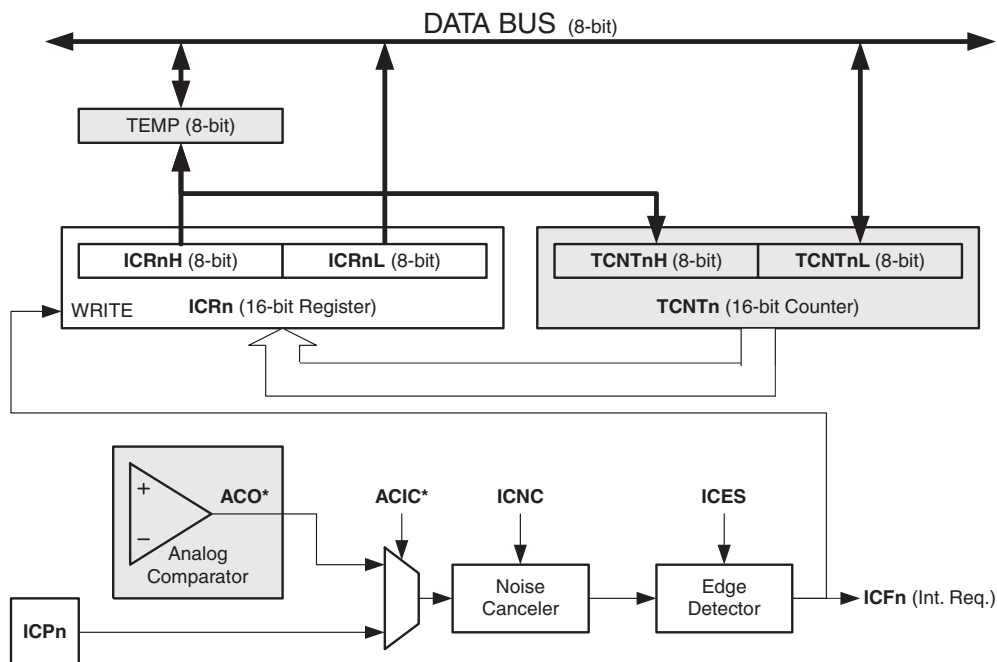 DATA BUS (8-bit)
TEMP (8-bit)
ICRnH (8-bit) ICRnL (8-bit) TCNTnH (8-bit) TCNTnL (8-bit)
WRITE ICRn (16-bit Register) TCNTn (16-bit Counter)
+
−
ACO*
Analog
Comparator
ACIC* ICNC ICES
Noise
Canceler
Edge
Detector
ICFn (Int. Req.)
ICPn